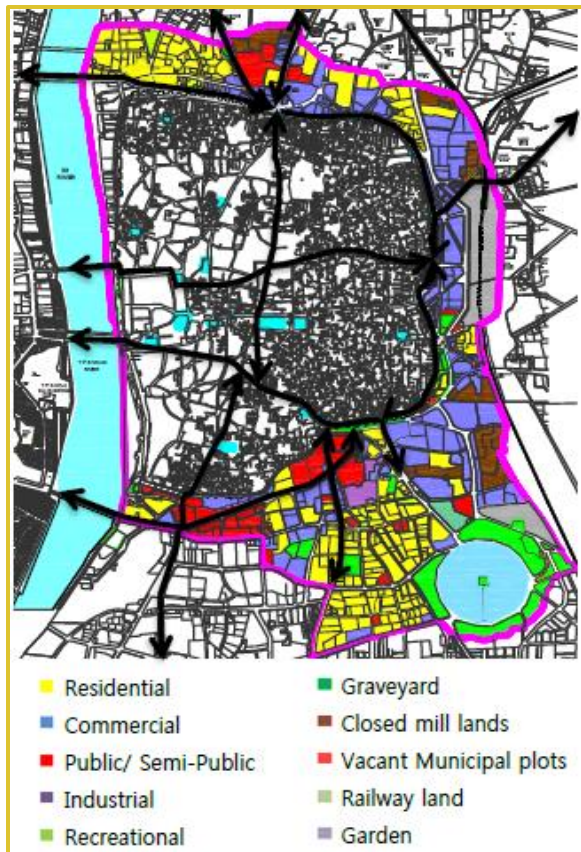 Residential
Commercial
Public/ Semi-Public
Industrial
Recreational
Graveyard
Closed mill lands
Vacant Municipal plots
Railway land
Garden